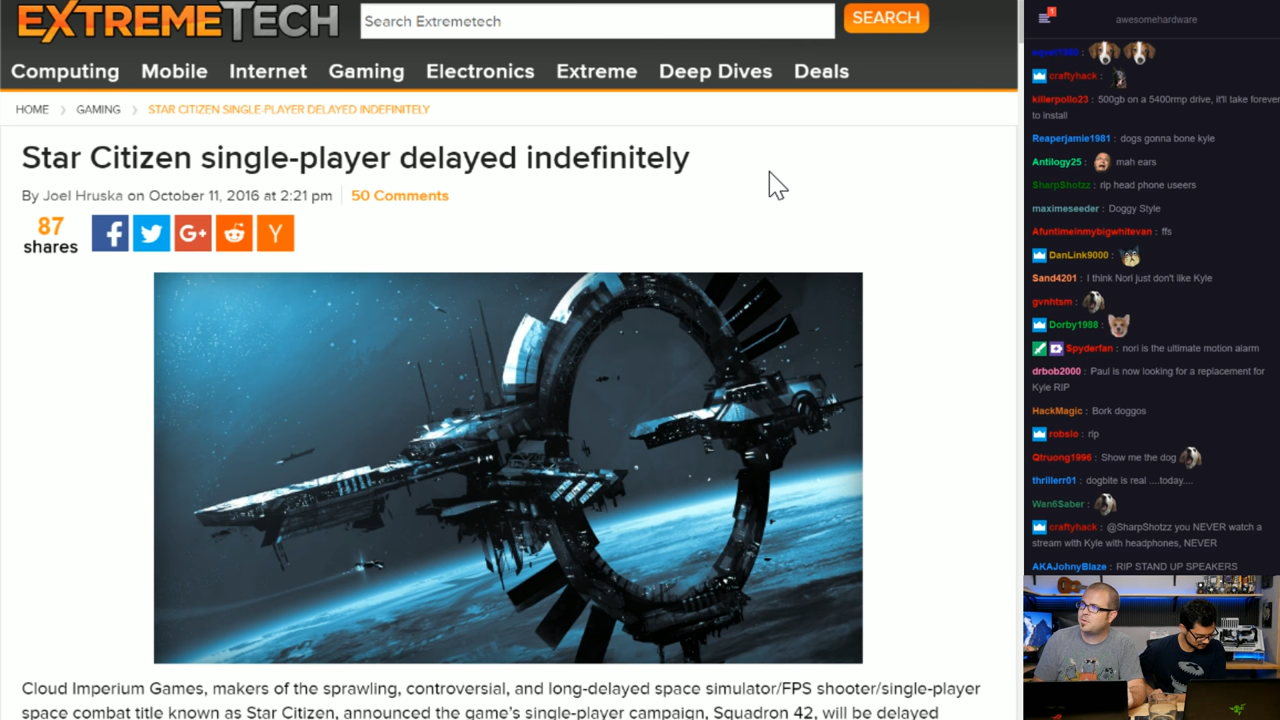 EXTREMETECH
Search Extremetech
SEARCH
Computing Mobile Internet Gaming Electronics Extreme Deep Dives Deals
HOME > GAMING > STAR CITIZEN SINGLE-PLAYER DELAYED INDEFINITELY
Star Citizen single-player delayed indefinitely
By Joel Hruska on October 11, 2016 at 2:21 pm 50 Comments
87
shares
f G+ Y
Cloud Imperium Games, makers of the sprawling, controversial, and long-delayed space simulator/FPS shooter/single-player
space combat title known as Star Citizen, announced the game's single-player campaign, Squadron 42, will be delayed
1
awesomehardware
craftyhack :
killerpollo23 : 500gb on a 5400rmp drive, it'll take forever
to install
Reaperjamie1981 : dogs gonna bone kyle
Antilogy25 : mah ears
SharpShotzz : rip head phone useers
maximeseeder : Doggy Style
Afuntimeinmybigwhitevan : ffs
DanLink9000 :
Sand4201 : I think Nori just don't like Kyle
gvnhtsm :
Dorby1988 :
Spyderfan : nori is the ultimate motion alarm
drbob2000 : Paul is now looking for a replacement for
Kyle RIP
HackMagic : Bork doggos
robslo : rip
Qtruong1996 : Show me the dog
thrillerr01 : dogbite is real ....today....
Wan6Saber :
craftyhack : @SharpShotzz you NEVER watch a
stream with Kyle with headphones, NEVER
AKAJohnyBlaze : RIP STAND UP SPEAKERS